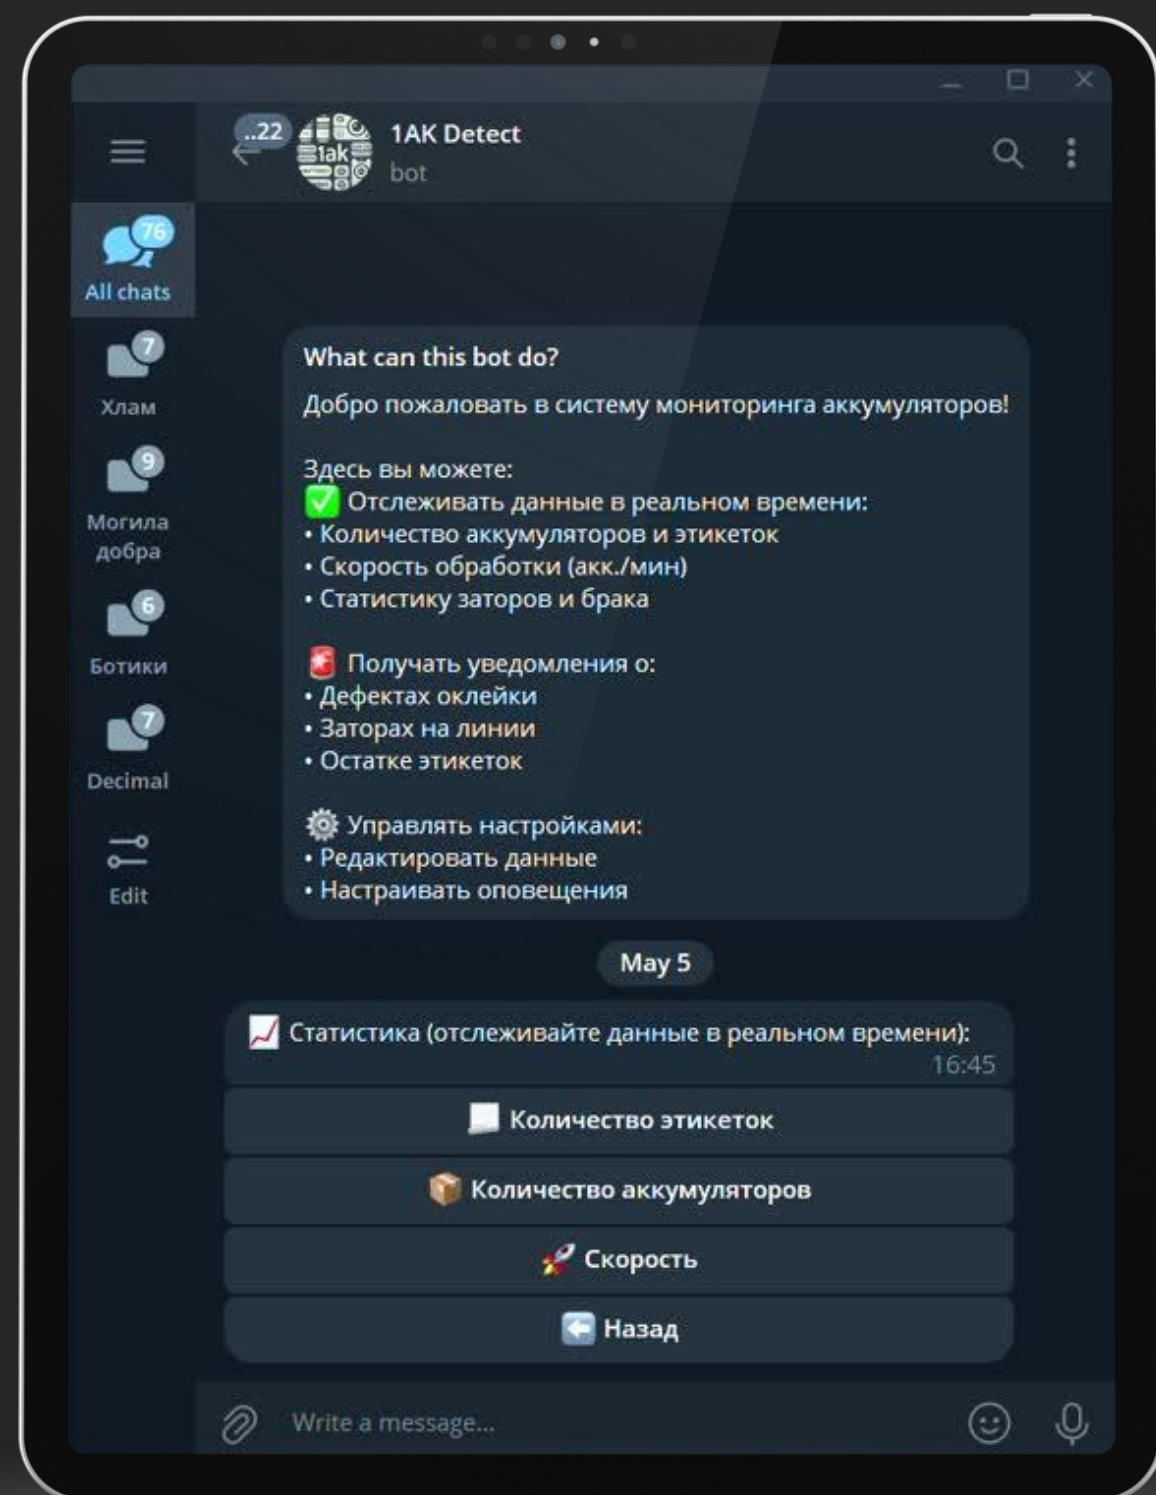 ..22
1ak
1AK Detect
bot
76
All chats
7
Хлам
9
Могила
добра
6
Ботики
7
Decimal
Edit
What can this bot do?
Добро пожаловать в систему мониторинга аккумуляторов!
Здесь вы можете:
✅ Отслеживать данные в реальном времени:
• Количество аккумуляторов и этикеток
• Скорость обработки (акк./мин)
• Статистику заторов и брака
🚨 Получать уведомления о:
• Дефектах оклейки
• Заторах на линии
• Остатке этикеток
⚙️ Управлять настройками:
• Редактировать данные
• Настраивать оповещения
May 5
📈 Статистика (отслеживайте данные в реальном времени):
16:45
📃 Количество этикеток
📦 Количество аккумуляторов
🚀 Скорость
⬅️ Назад
Write a message...